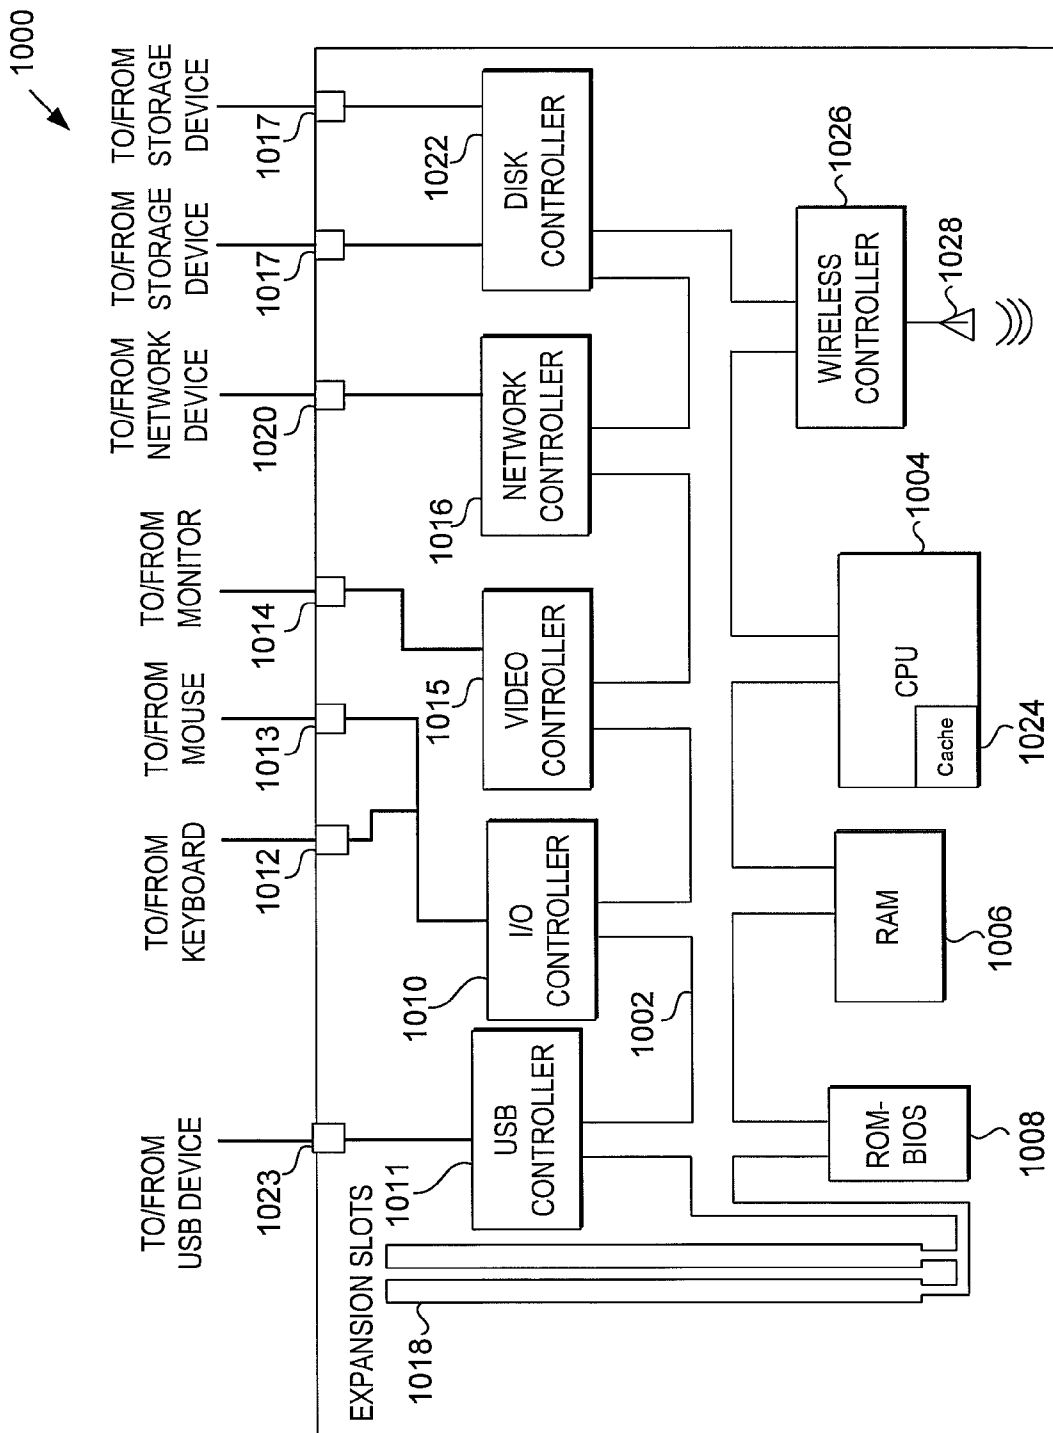 1000
TO/FROM
USB DEVICE
TO/FROM
KEYBOARD
TO/FROM
MOUSE
TO/FROM
MONITOR
TO/FROM
NETWORK
DEVICE
TO/FROM
STORAGE
DEVICE
TO/FROM
STORAGE
DEVICE
1023
1012
1013
1014
1020
1017
1017
EXPANSION SLOTS
1018
1011
USB
CONTROLLER
1010
I/O
CONTROLLER
1015
VIDEO
CONTROLLER
1016
NETWORK
CONTROLLER
1022
DISK
CONTROLLER
1002
ROM-
BIOS
1008
RAM
1006
CPU
Cache
1004
1024
WIRELESS
CONTROLLER
1026
1028